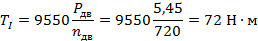 T_I = 9550 P_дв / n_дв = 9550 5,45 / 720 = 72 Н · м